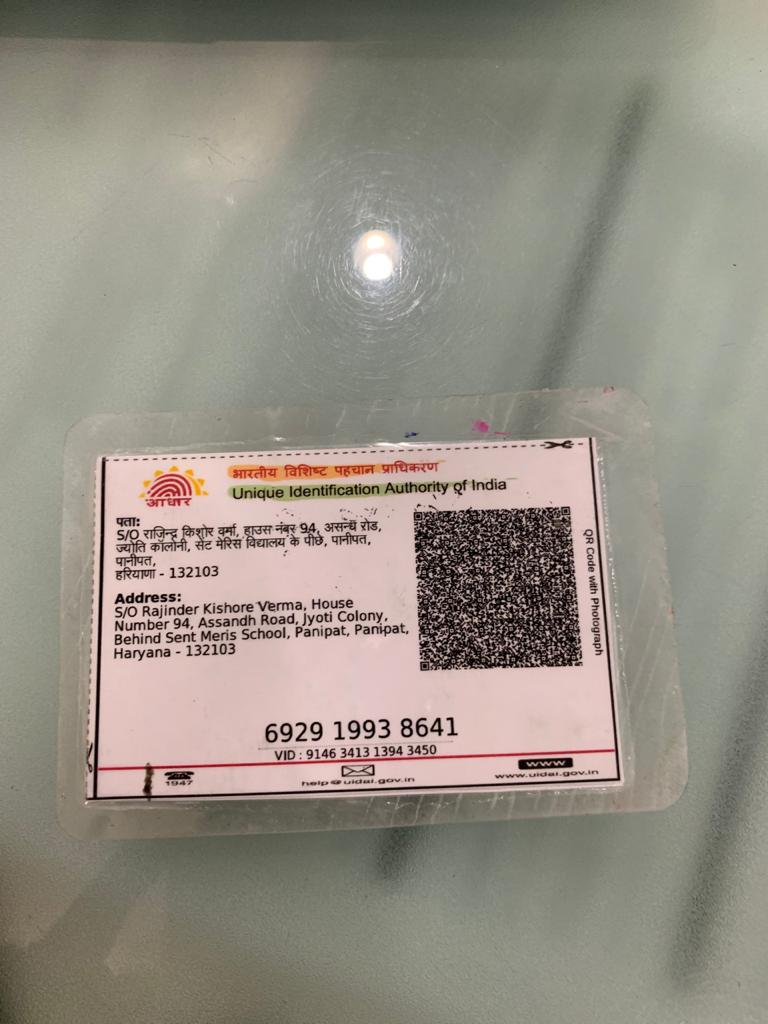 आधार
भारतीय विशिष्ट पहचान प्राधिकरण
Unique Identification Authority of India
पता:
S/O राजिन्द्र किशोर वर्मा, हाउस नंबर 94, असन्ध रोड,
ज्योति कॉलोनी, सेंट मेरिस विद्यालय के पीछे, पानीपत,
पानीपत,
हरियाणा - 132103
Address:
S/O Rajinder Kishore Verma, House
Number 94, Assandh Road, Jyoti Colony,
Behind Sent Meris School, Panipat, Panipat,
Haryana - 132103
QR Code with Photograph
6929 1993 8641
VID : 9146 3413 1394 3450
1947
help@uidai.gov.in
www
www.uidai.gov.in